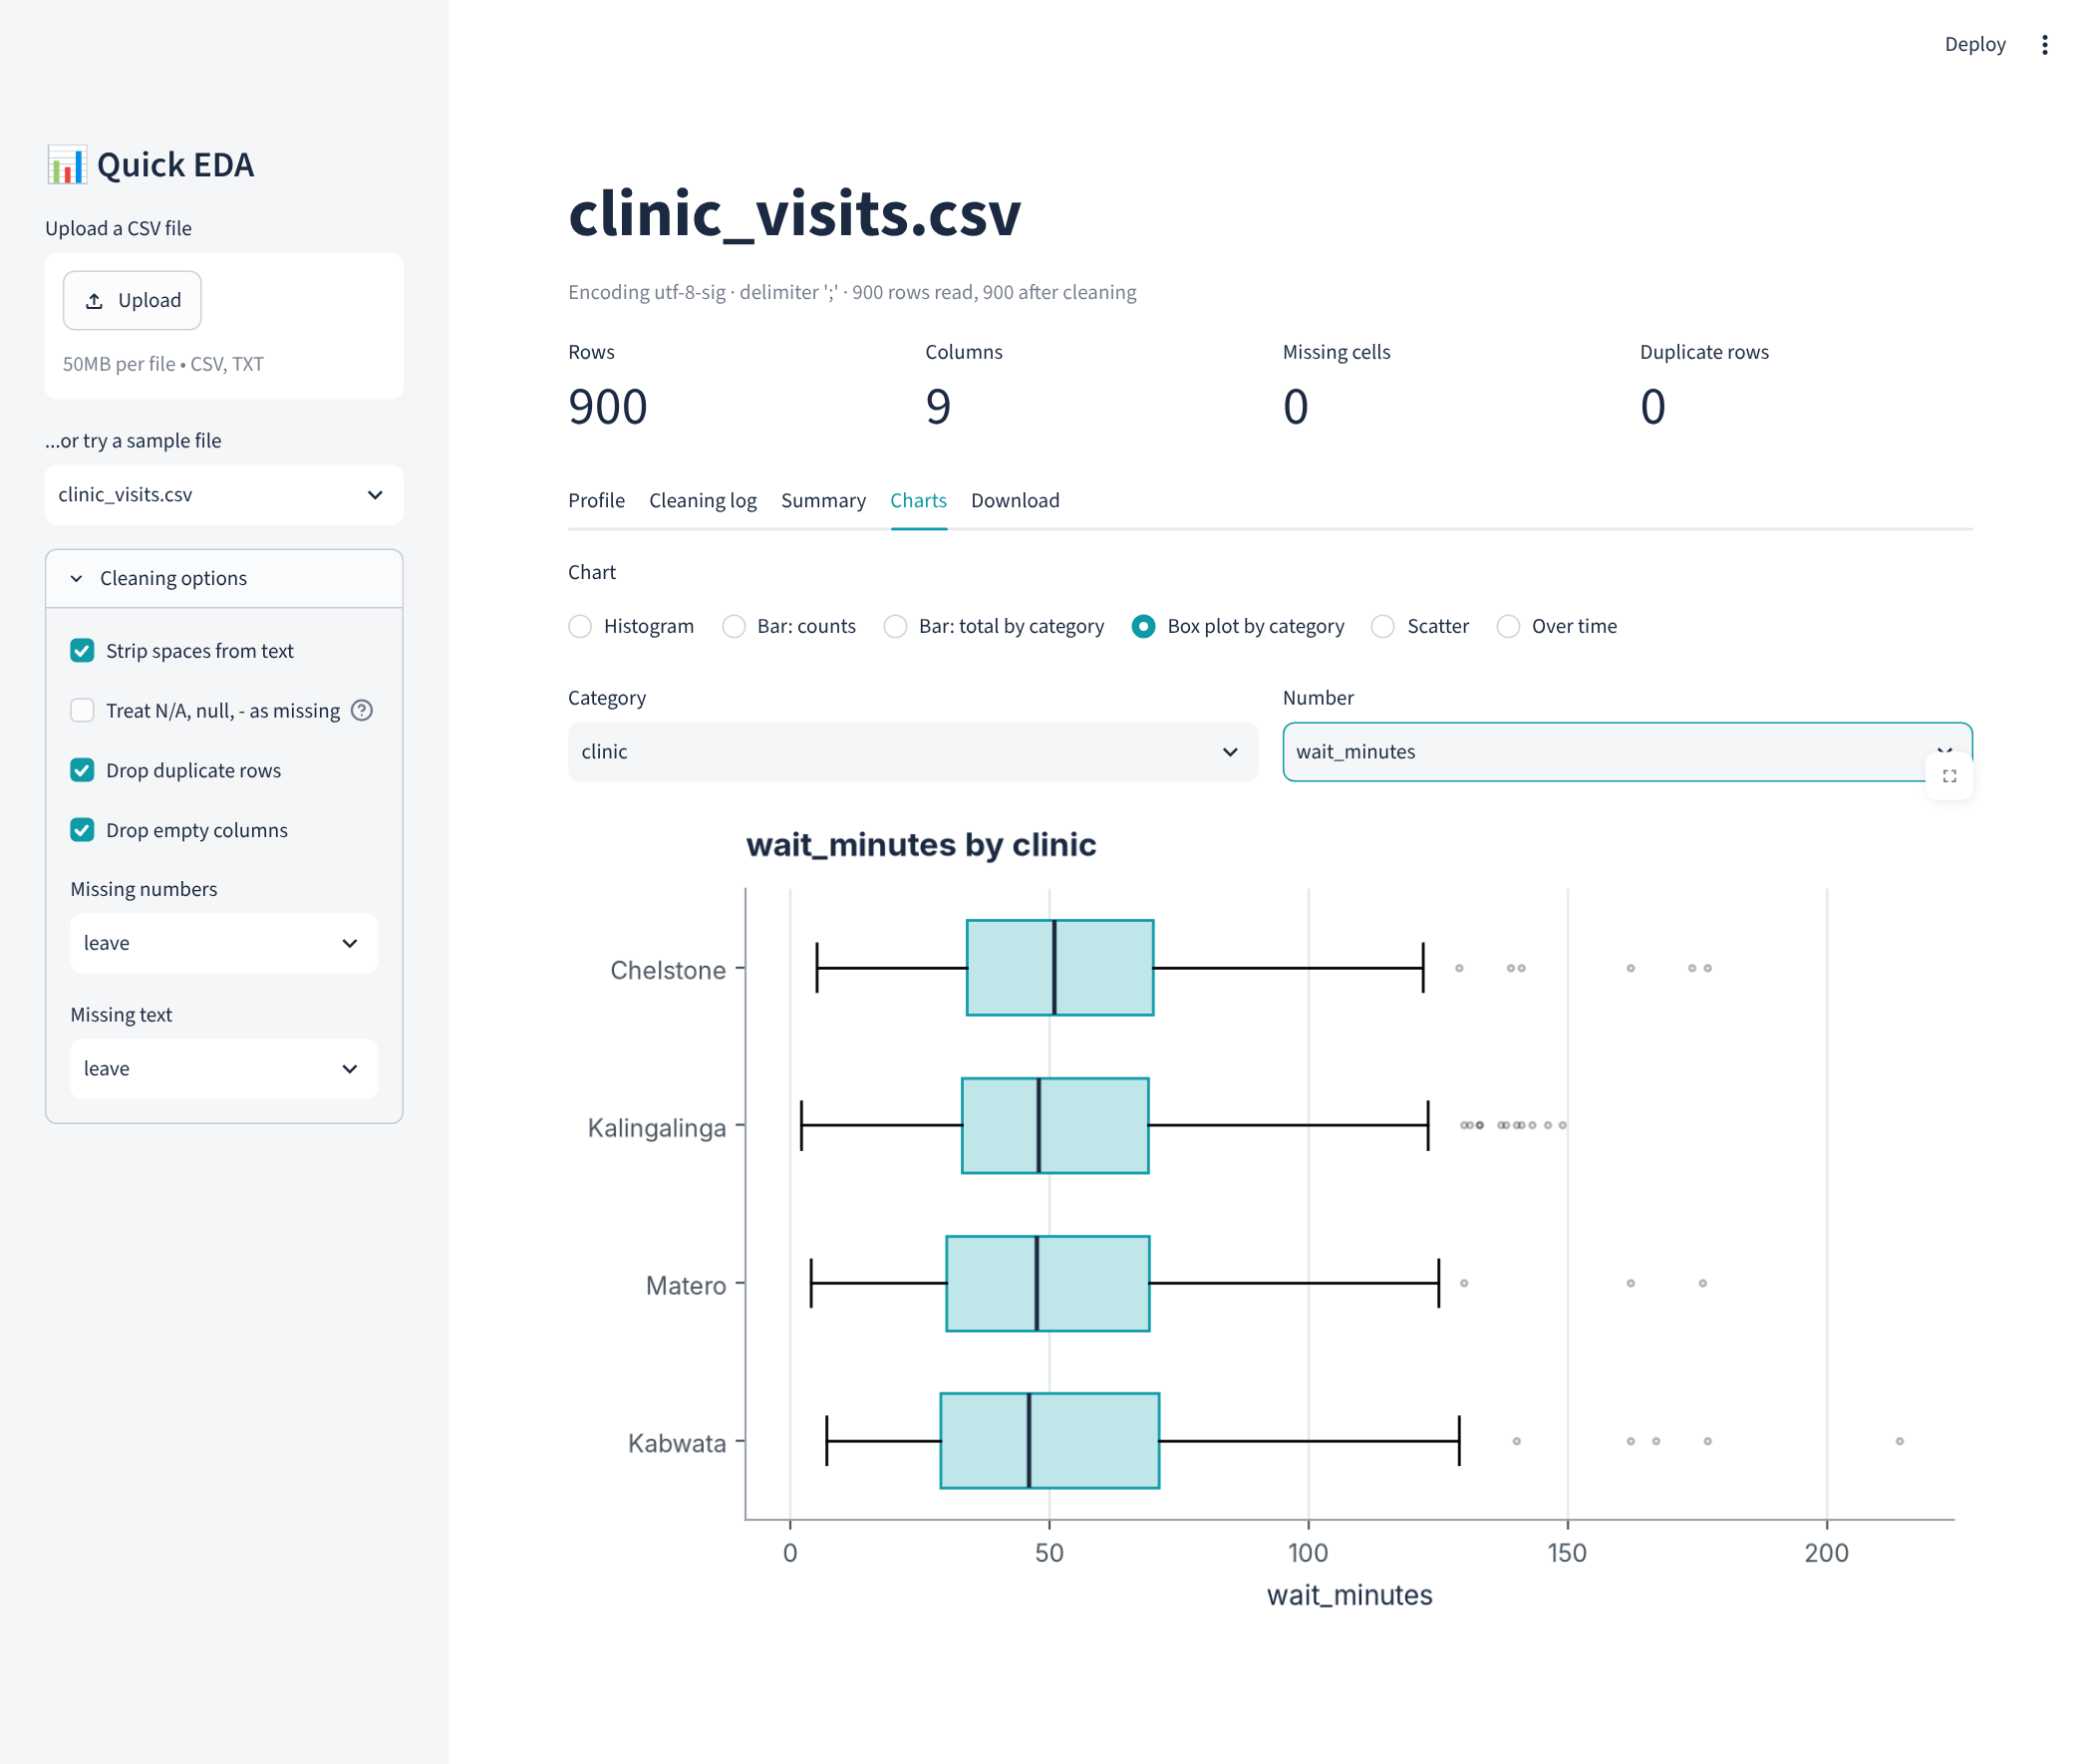 Deploy
📊 Quick EDA
Upload a CSV file
Upload
50MB per file • CSV, TXT
...or try a sample file
clinic_visits.csv
Cleaning options
Strip spaces from text
Treat N/A, null, - as missing
Drop duplicate rows
Drop empty columns
Missing numbers
leave
Missing text
leave
clinic_visits.csv
Encoding utf-8-sig · delimiter ';' · 900 rows read, 900 after cleaning
Rows Columns Missing cells Duplicate rows
900 9 0 0
Profile Cleaning log Summary Charts Download
Chart
Histogram Bar: counts Bar: total by category Box plot by category Scatter Over time
Category Number
clinic wait_minutes
wait_minutes by clinic
Chelstone
Kalingalinga
Matero
Kabwata
0 50 100 150 200
wait_minutes